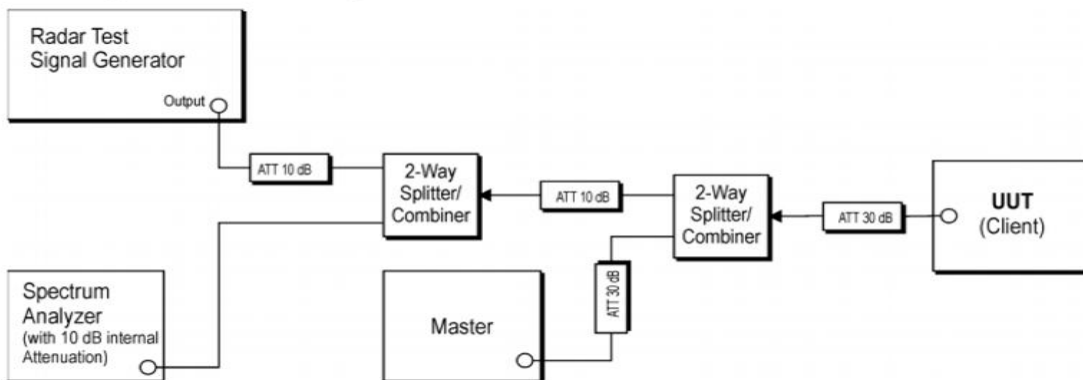 Radar Test
Signal Generator
Output
ATT 10 dB
2-Way
Splitter/
Combiner
ATT 10 dB
2-Way
Splitter/
Combiner
ATT 30 dB
UUT
(Client)
Spectrum
Analyzer
(with 10 dB internal
Attenuation)
Master
ATT 30 dB